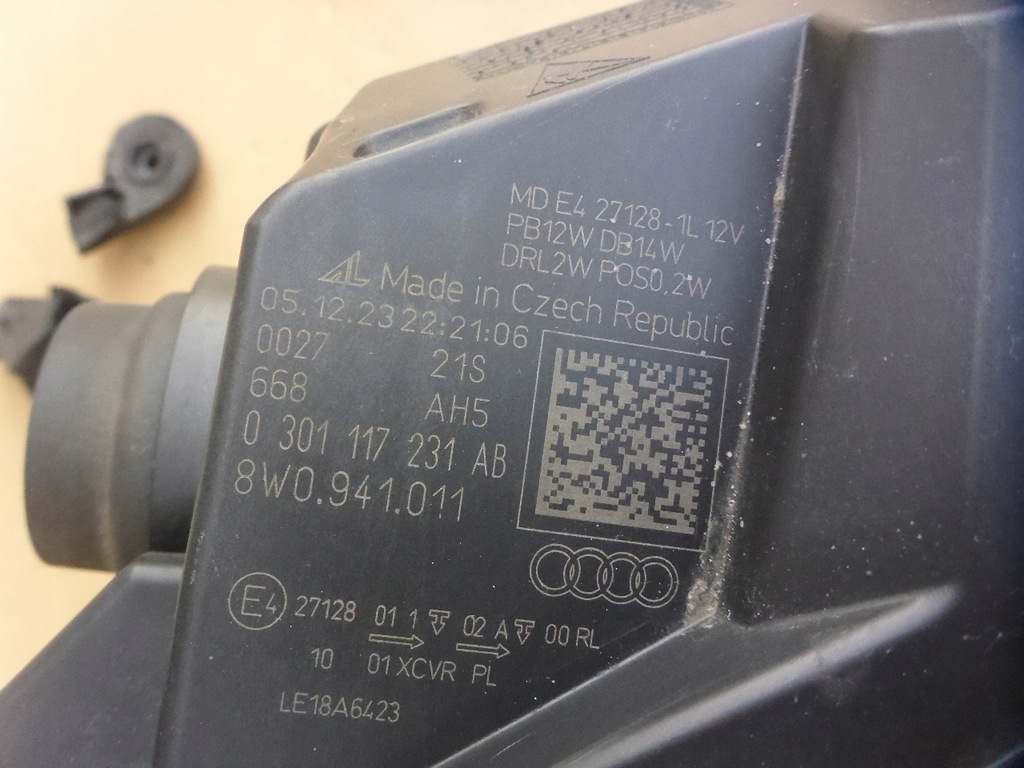 MD E4 27128-1L 12V
PB12W DB14W
DRL2W POS0.2W
AL Made in Czech Republic
05.12.23 22:21:06
0027 21S
668 AH5
0 301 117 231 AB
8W0.941.011
E4 27128 01 1 02 A 00 RL
10 01 XCVR PL
LE18A6423